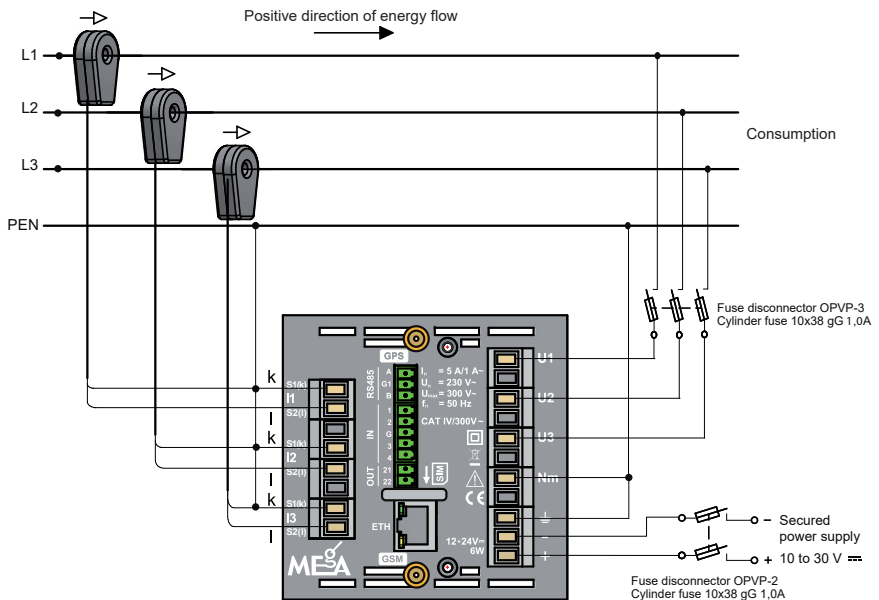 Positive direction of energy flow
L1
L2
Consumption
L3
PEN
Fuse disconnector OPVP-3
Cylinder fuse 10x38 gG 1,0A
GPS
RS485
A
G1
B
IN
1
2
G
3
4
OUT
21
22
Iₙ = 5 A/1 A~
Uₙ = 230 V~
Uₘₐₓ = 300 V~
fₙ = 50 Hz
CAT IV/300V~
SIM
CE
ETH
GSM
12-24V
6W
U1
U2
U3
Nm
k
S1(k)
I1
S2(l)
l
k
S1(k)
I2
S2(l)
l
k
S1(k)
I3
S2(l)
l
MEgA
–
+
– Secured
power supply
+ 10 to 30 V
Fuse disconnector OPVP-2
Cylinder fuse 10x38 gG 1,0A